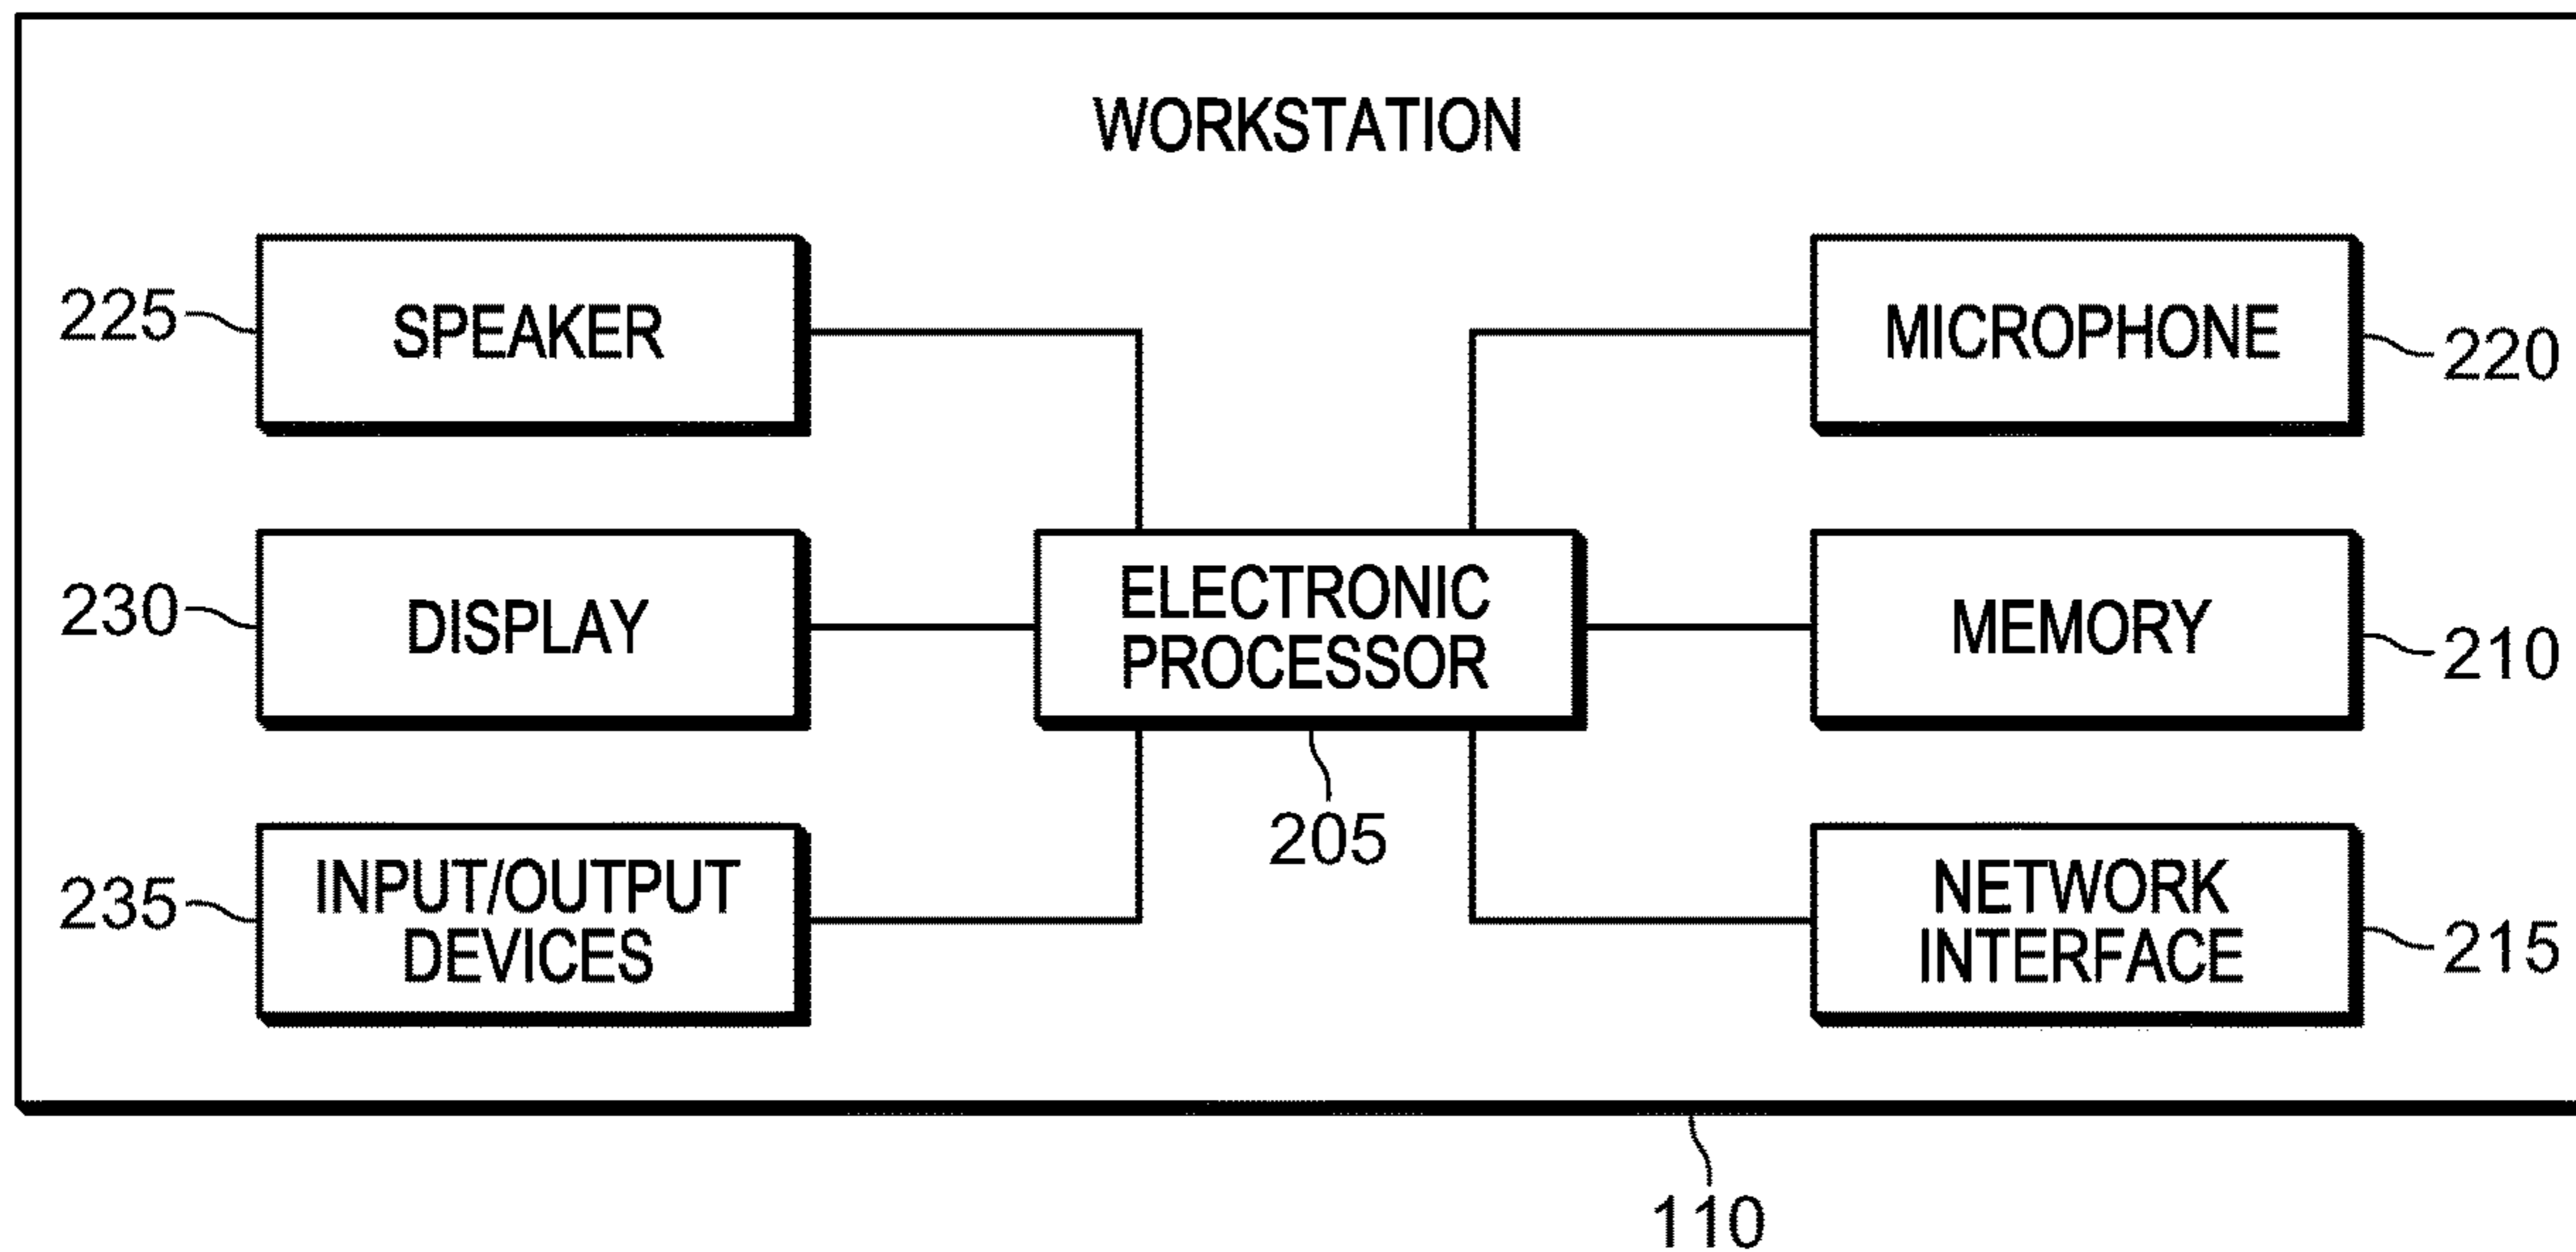 WORKSTATION
225
SPEAKER
MICROPHONE
220
230
DISPLAY
ELECTRONIC
PROCESSOR
MEMORY
210
205
235
INPUT/OUTPUT
DEVICES
NETWORK
INTERFACE
215
110